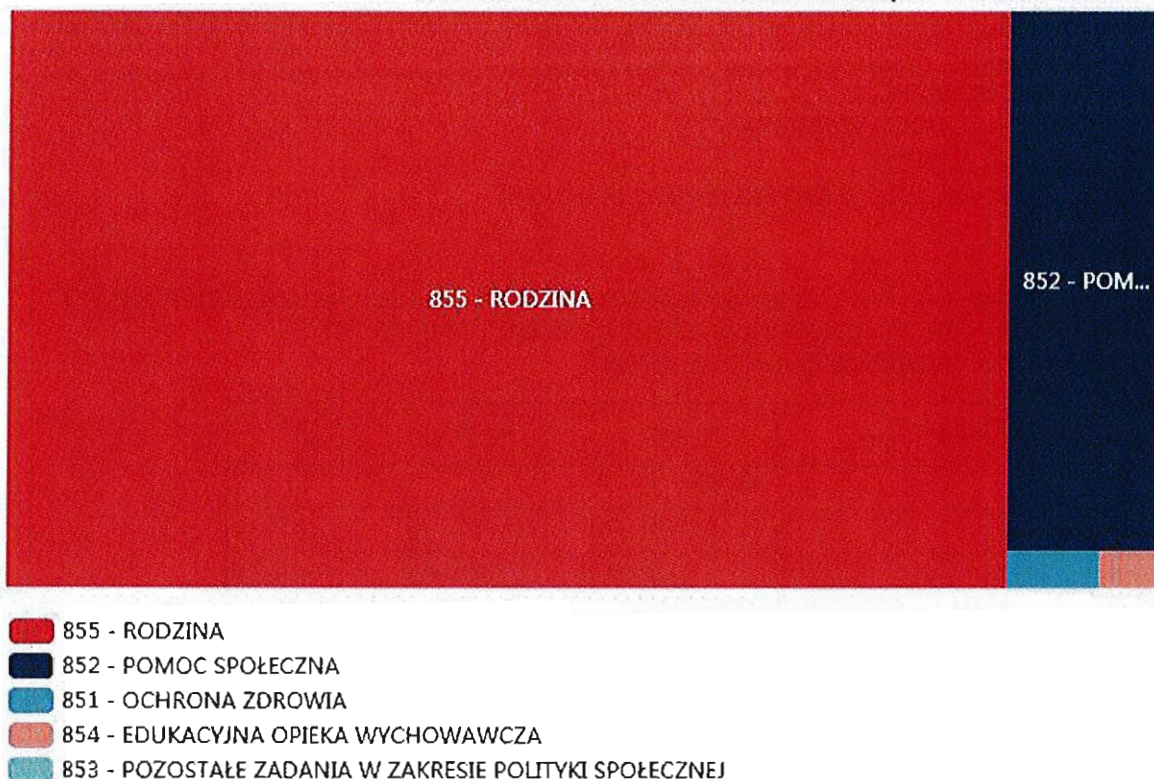 855 - RODZINA
852 - POM...
855 - RODZINA
852 - POMOC SPOŁECZNA
851 - OCHRONA ZDROWIA
854 - EDUKACYJNA OPIEKA WYCHOWAWCZA
853 - POZOSTAŁE ZADANIA W ZAKRESIE POLITYKI SPOŁECZNEJ